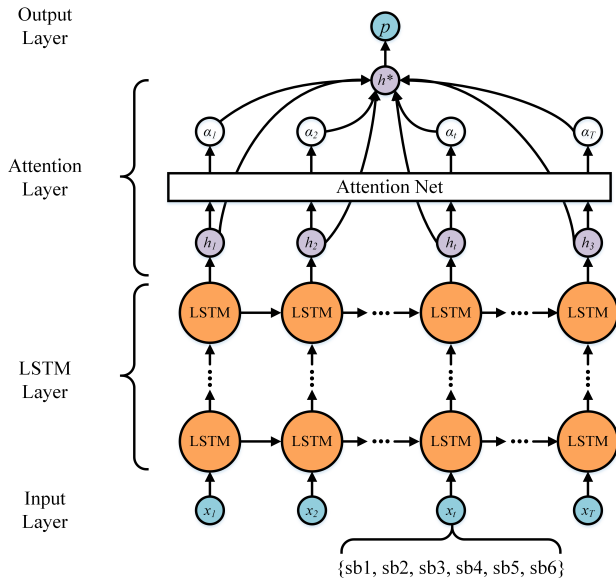 Output
Layer
p
h*
α1
α2
αt
αT
Attention
Layer
Attention Net
h1
h2
ht
h3
LSTM
LSTM
LSTM
LSTM
LSTM
Layer
LSTM
LSTM
LSTM
LSTM
Input
Layer
x1
x2
xt
xT
{sb1, sb2, sb3, sb4, sb5, sb6}